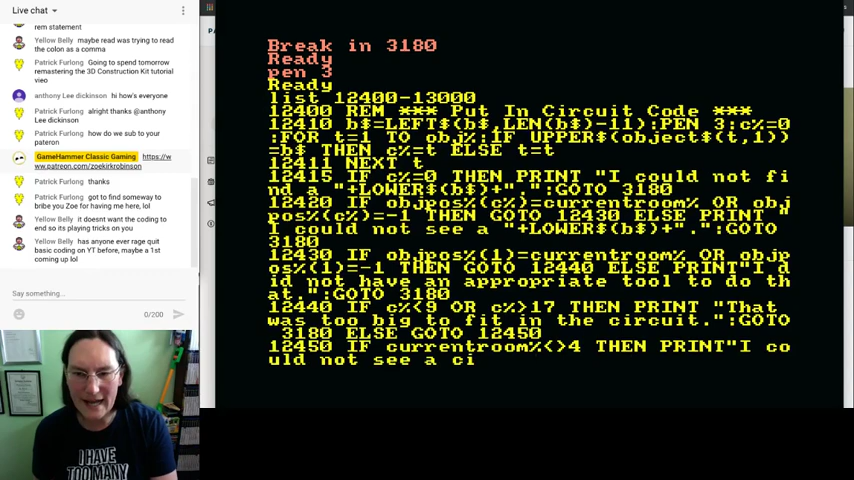 Live chat
rem statement
Yellow Belly maybe read was trying to read
the colon as a comma
Patrick Furlong Going to spend tomorrow
remastering the 3D Construction Kit tutorial
vieo
anthony Lee dickinson hi how's everyone
Patrick Furlong alright thanks @anthony
Lee dickinson
Patrick Furlong how do we sub to your
pateron
GameHammer Classic Gaming https://w
ww.patreon.com/zoekirkrobinson
Patrick Furlong thanks
Patrick Furlong got to find someway to
bribe you Zoe for having me here, lol
Yellow Belly it doesnt want the coding to
end so its playing tricks on you
Yellow Belly has anyone ever rage quit
basic coding on YT before, maybe a 1st
coming up lol
Say something...
0/200
I HAVE
TOO MANY
PA
Break in 3180
Ready
pen 3
Ready
list 12400-13000
12400 REM *** Put In Circuit Code ***
12410 b$=LEFT$(b$,LEN(b$)-11):PEN 3:c%=0
:FOR t=1 TO obj%:IF UPPER$(object$(t,1))
=b$ THEN c%=t ELSE t=t
12411 NEXT t
12415 IF c%=0 THEN PRINT "I could not fi
nd a "+LOWER$(b$)+".":GOTO 3180
12420 IF objpos%(c%)=currentroom% OR obj
pos%(c%)=-1 THEN GOTO 12430 ELSE PRINT "
I could not see a "+LOWER$(b$)+".":GOTO
3180
12430 IF objpos%(1)=currentroom% OR objp
os%(1)=-1 THEN GOTO 12440 ELSE PRINT"I d
id not have an appropriate tool to do th
at.":GOTO 3180
12440 IF c%<9 OR c%>17 THEN PRINT "That
was too big to fit in the circuit.":GOTO
3180 ELSE GOTO 12450
12450 IF currentroom%<>4 THEN PRINT"I co
uld not see a ci